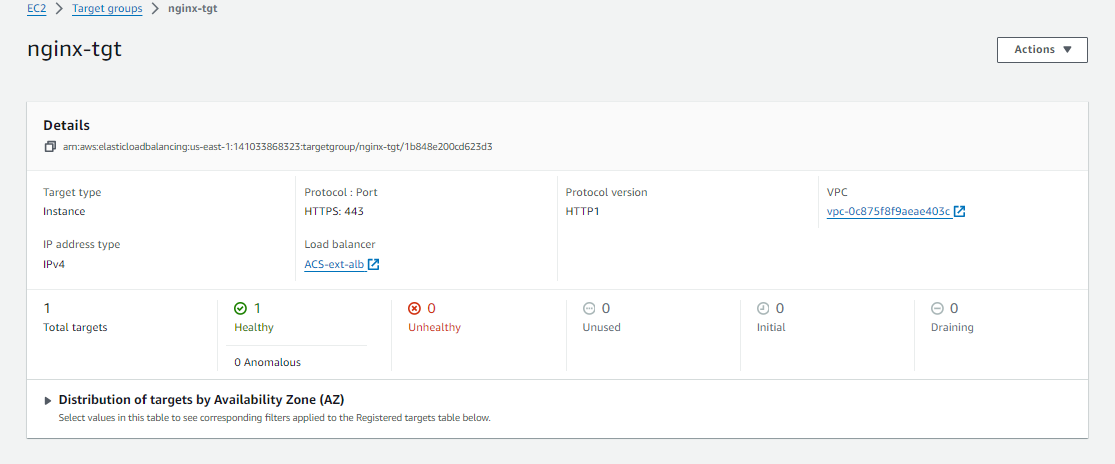 EC2 > Target groups > nginx-tgt
nginx-tgt
Actions
Details
arn:aws:elasticloadbalancing:us-east-1:141033868323:targetgroup/nginx-tgt/1b848e200cd623d3
Target type
Instance
Protocol : Port
HTTPS: 443
Protocol version
HTTP1
VPC
vpc-0c875f8f9aeae403c
IP address type
IPv4
Load balancer
ACS-ext-alb
1
Total targets
1
Healthy
0 Anomalous
0
Unhealthy
0
Unused
0
Initial
0
Draining
Distribution of targets by Availability Zone (AZ)
Select values in this table to see corresponding filters applied to the Registered targets table below.